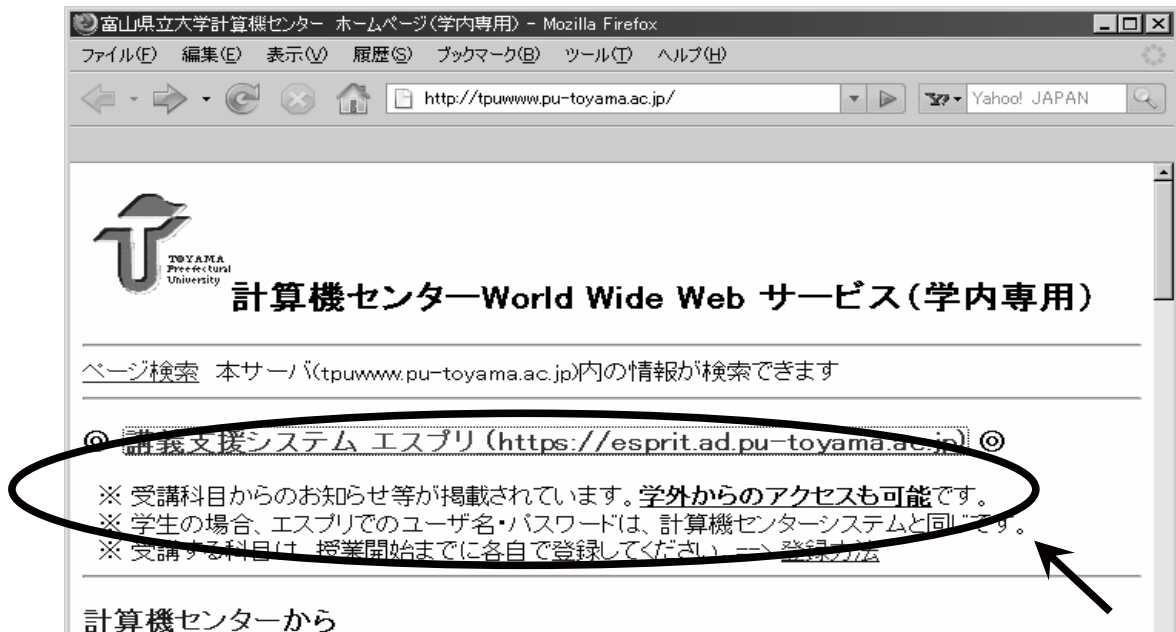 富山県立大学計算機センター ホームページ(学内専用) - Mozilla Firefox
ファイル(F) 編集(E) 表示(V) 履歴(S) ブックマーク(B) ツール(T) ヘルプ(H)
http://tpuwww.pu-toyama.ac.jp/ Yahoo! JAPAN
TOYAMA
Prefectural
University
計算機センターWorld Wide Web サービス(学内専用)
ページ検索 本サーバ(tpuwww.pu-toyama.ac.jp)内の情報が検索できます
◎ 講義支援システム エスプリ(https://esprit.ad.pu-toyama.ac.jp) ◎
※ 受講科目からのお知らせ等が掲載されています。学外からのアクセスも可能です。
※ 学生の場合、エスプリでのユーザ名・パスワードは、計算機センターシステムと同じです。
※ 受講する科目は、授業開始までに各自で登録してください --> 登録方法
計算機センターから